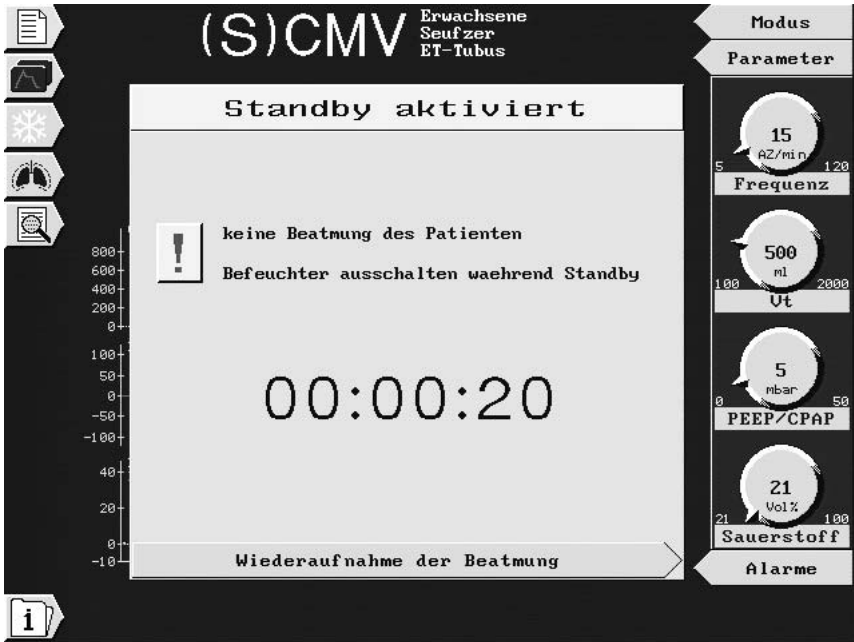 (S)CMV
Erwachsene
Seufzer
ET-Tubus
Modus
Parameter
Standby aktiviert
keine Beatmung des Patienten
Befeuchter ausschalten waehrend Standby
00:00:20
Wiederaufnahme der Beatmung
800
600
400
200
0
100
50
0
-50
-100
40
20
0
-10
15
AZ/min
5 120
Frequenz
500
ml
100 2000
Vt
5
mbar
0 50
PEEP/CPAP
21
Vol%
21 100
Sauerstoff
Alarme
i